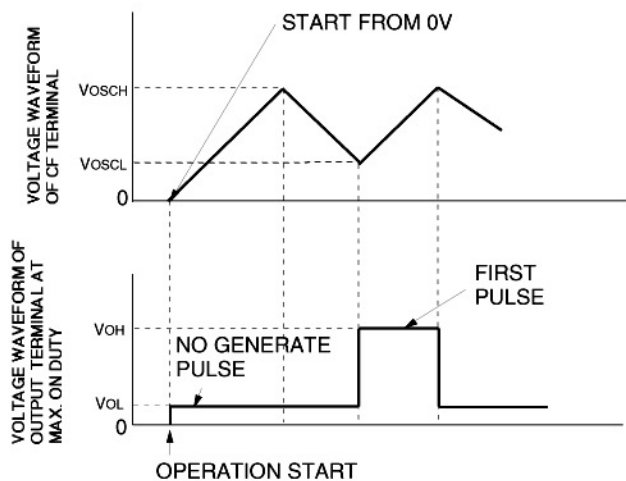 START FROM 0V
VOLTAGE WAVEFORM
OF CF TERMINAL
VOSCH
VOSCL
0
VOLTAGE WAVEFORM OF
OUTPUT TERMINAL AT
MAX. ON DUTY
FIRST
PULSE
VOH
NO GENERATE
PULSE
VOL
0
OPERATION START